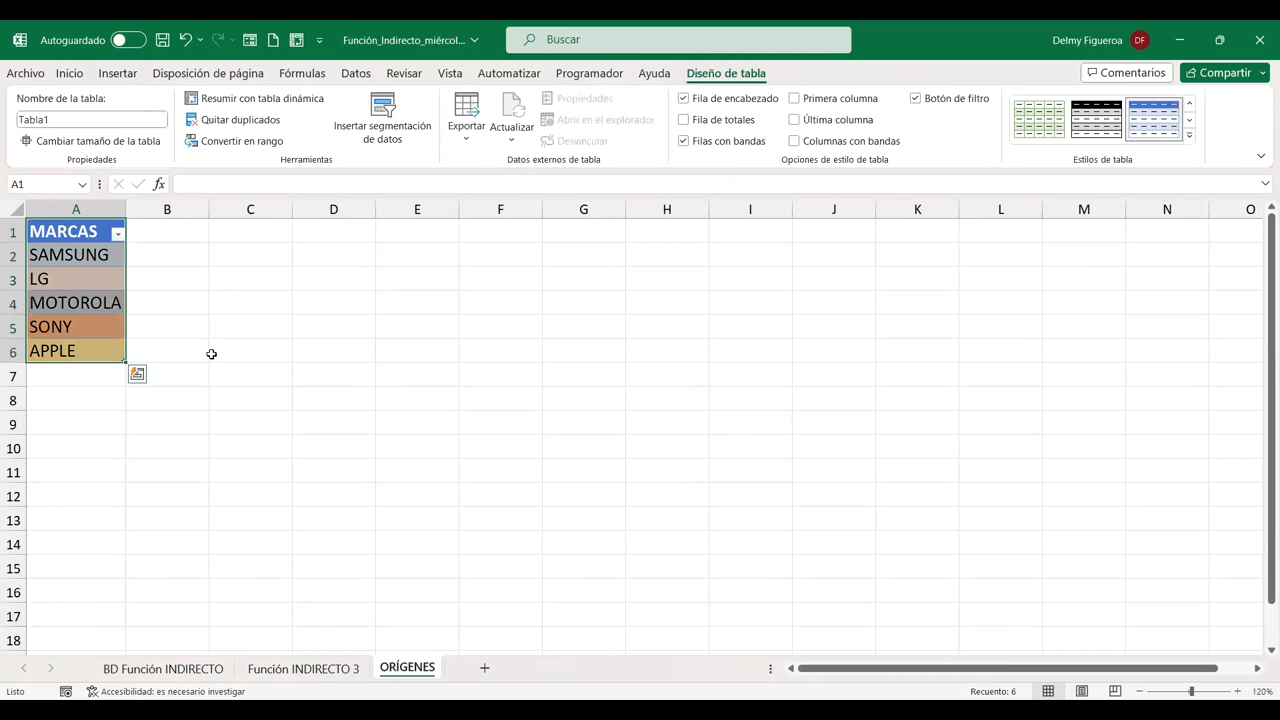 Autoguardado
Función_Indirecto_miércol...
Buscar
Delmy Figueroa
DF
Archivo Inicio Insertar Disposición de página Fórmulas Datos Revisar Vista Automatizar Programador Ayuda Diseño de tabla
Comentarios
Compartir
Nombre de la tabla:
Tabla1
Cambiar tamaño de la tabla
Propiedades
Resumir con tabla dinámica
Quitar duplicados
Convertir en rango
Insertar segmentación
de datos
Herramientas
Exportar
Actualizar
Propiedades
Abrir en el explorador
Desvincular
Datos externos de tabla
Fila de encabezado
Fila de totales
Filas con bandas
Primera columna
Última columna
Columnas con bandas
Botón de filtro
Opciones de estilo de tabla
Estilos de tabla
A1
fx
A B C D E F G H I J K L M N O
1 MARCAS
2 SAMSUNG
3 LG
4 MOTOROLA
5 SONY
6 APPLE
7
8
9
10
11
12
13
14
15
16
17
18
BD Función INDIRECTO
Función INDIRECTO 3
ORÍGENES
Listo
Accesibilidad: es necesario investigar
Recuento: 6
120%